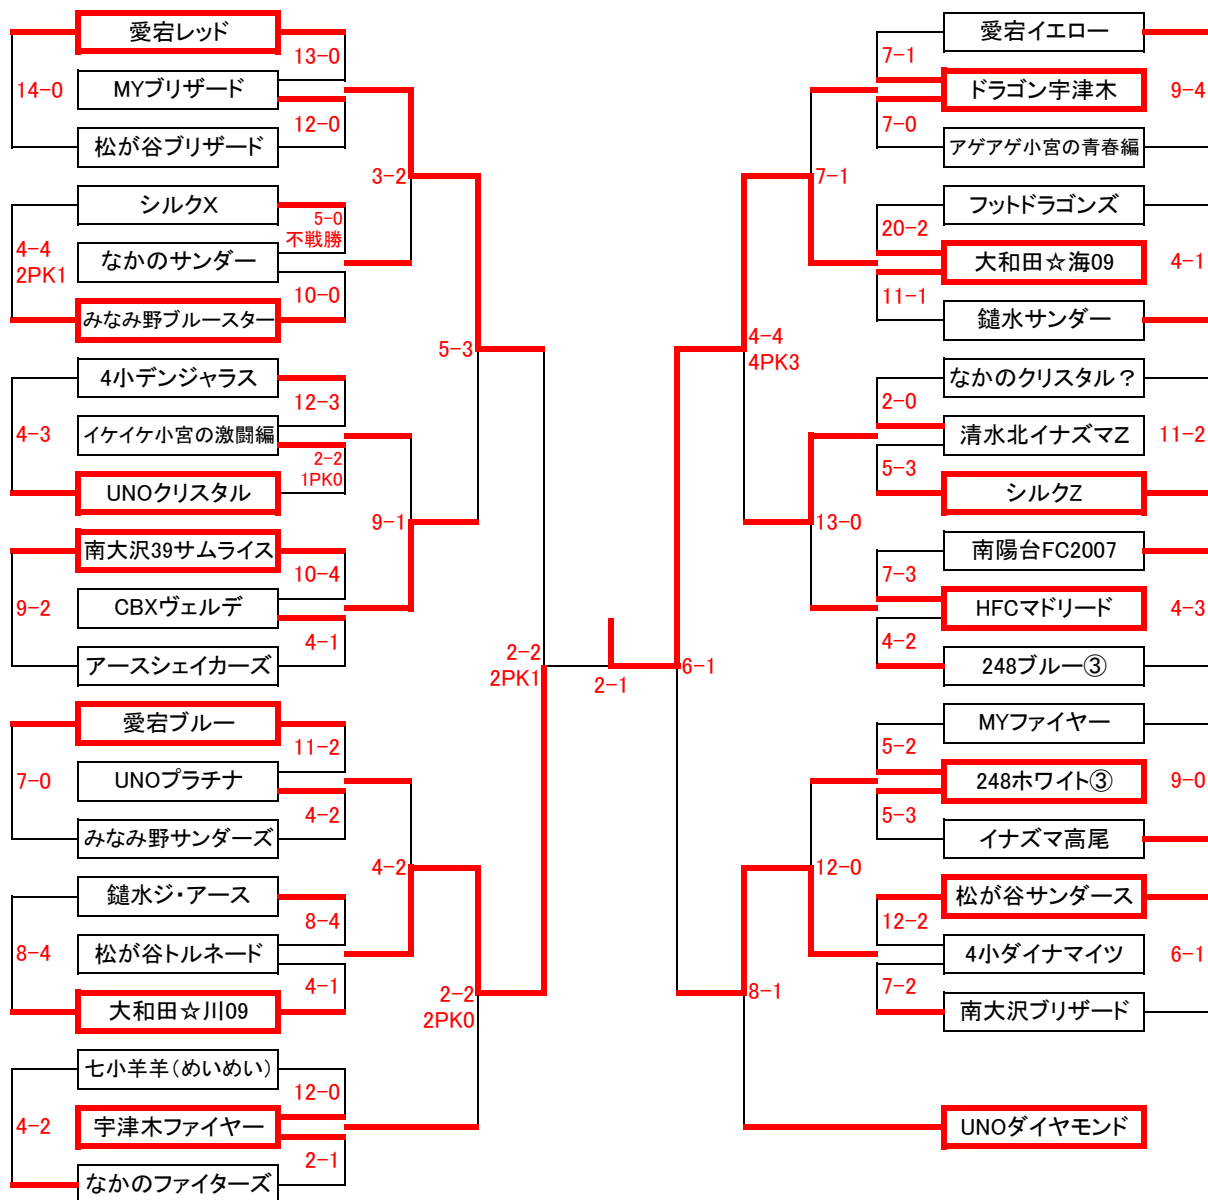 愛宕レッド
13-0
14-0
MYブリザード
12-0
松が谷ブリザード
3-2
シルクX
5-0
不戦勝
4-4
2PK1
なかのサンダー
10-0
みなみ野ブルースター
5-3
4小デンジャラス
12-3
4-3
イケイケ小宮の激闘編
2-2
1PK0
UNOクリスタル
9-1
南大沢39サムライス
10-4
9-2
CBXヴェルデ
4-1
アースシェイカーズ
2-2
2PK1
愛宕ブルー
11-2
7-0
UNOプラチナ
4-2
みなみ野サンダーズ
4-2
鑓水ジ・アース
8-4
8-4
松が谷トルネード
4-1
大和田☆川09
2-2
2PK0
七小羊羊(めいめい)
12-0
4-2
宇津木ファイヤー
2-1
なかのファイターズ
2-1
6-1
愛宕イエロー
7-1
ドラゴン宇津木
9-4
7-0
アゲアゲ小宮の青春編
7-1
フットドラゴンズ
20-2
大和田☆海09
4-1
11-1
鑓水サンダー
4-4
4PK3
なかのクリスタル?
2-0
清水北イナズマZ
11-2
5-3
シルクZ
13-0
南陽台FC2007
7-3
HFCマドリード
4-3
4-2
248ブルー③
MYファイヤー
5-2
248ホワイト③
9-0
5-3
イナズマ高尾
12-0
松が谷サンダース
12-2
4小ダイナマイツ
6-1
7-2
南大沢ブリザード
8-1
UNOダイヤモンド